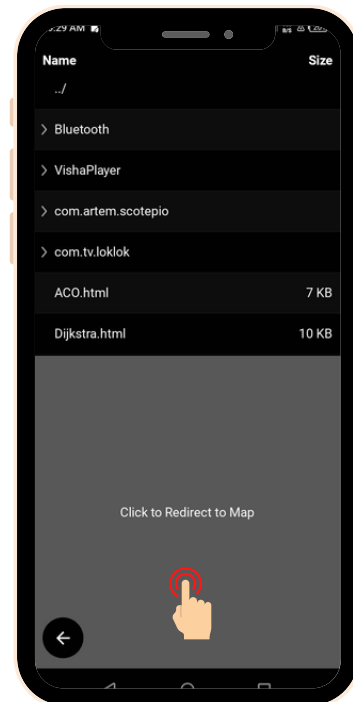 Name Size
../
Bluetooth
VishaPlayer
com.artem.scotepio
com.tv.loklok
ACO.html 7 KB
Dijkstra.html 10 KB
Click to Redirect to Map